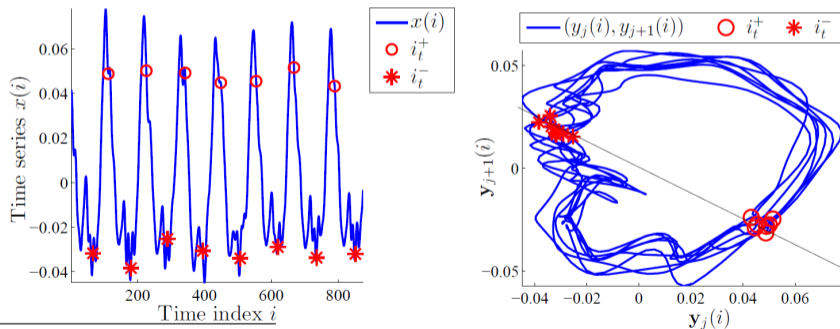 x(i)
i_t^+
i_t^-
0.06
0.04
0.02
0
−0.02
−0.04
200 400 600 800
Time index i
Time series x(i)
(y_j(i), y_{j+1}(i)) i_t^+ i_t^-
0.05
0
−0.05
−0.04 −0.02 0 0.02 0.04 0.06
y_j(i)
y_{j+1}(i)